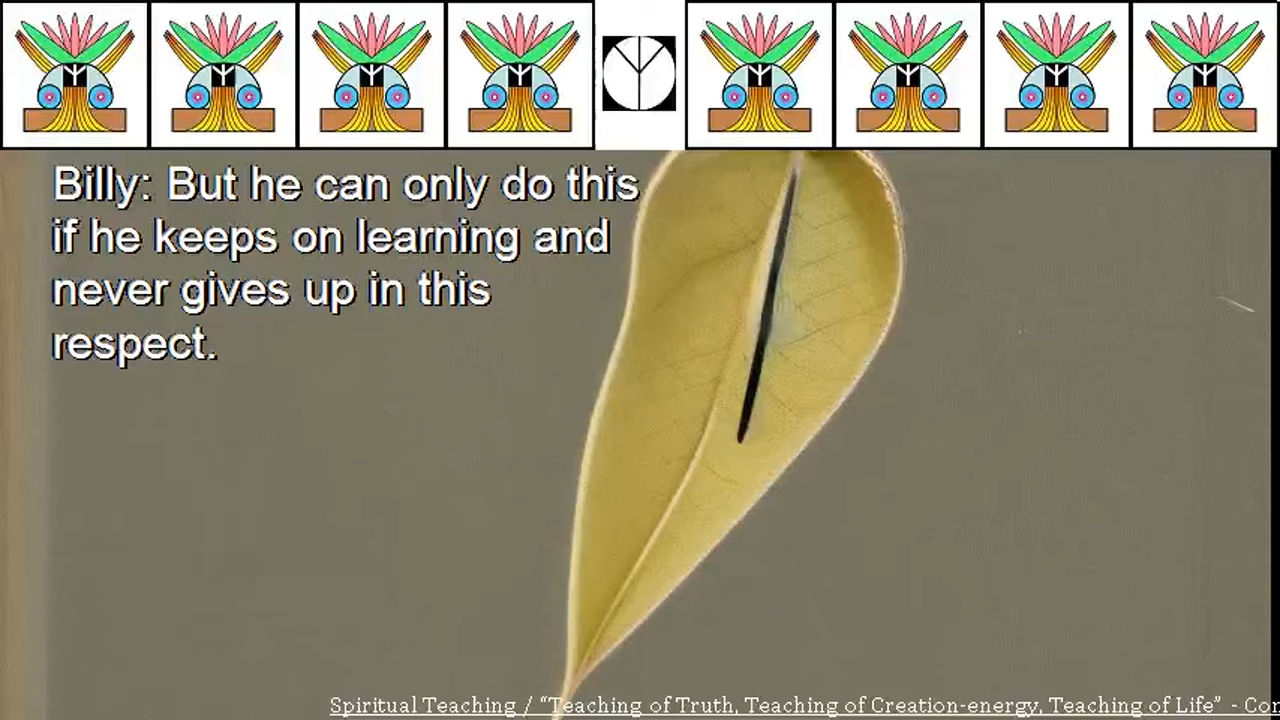 Billy: But he can only do this
if he keeps on learning and
never gives up in this
respect.
Spiritual Teaching / “Teaching of Truth, Teaching of Creation-energy, Teaching of Life” - Con